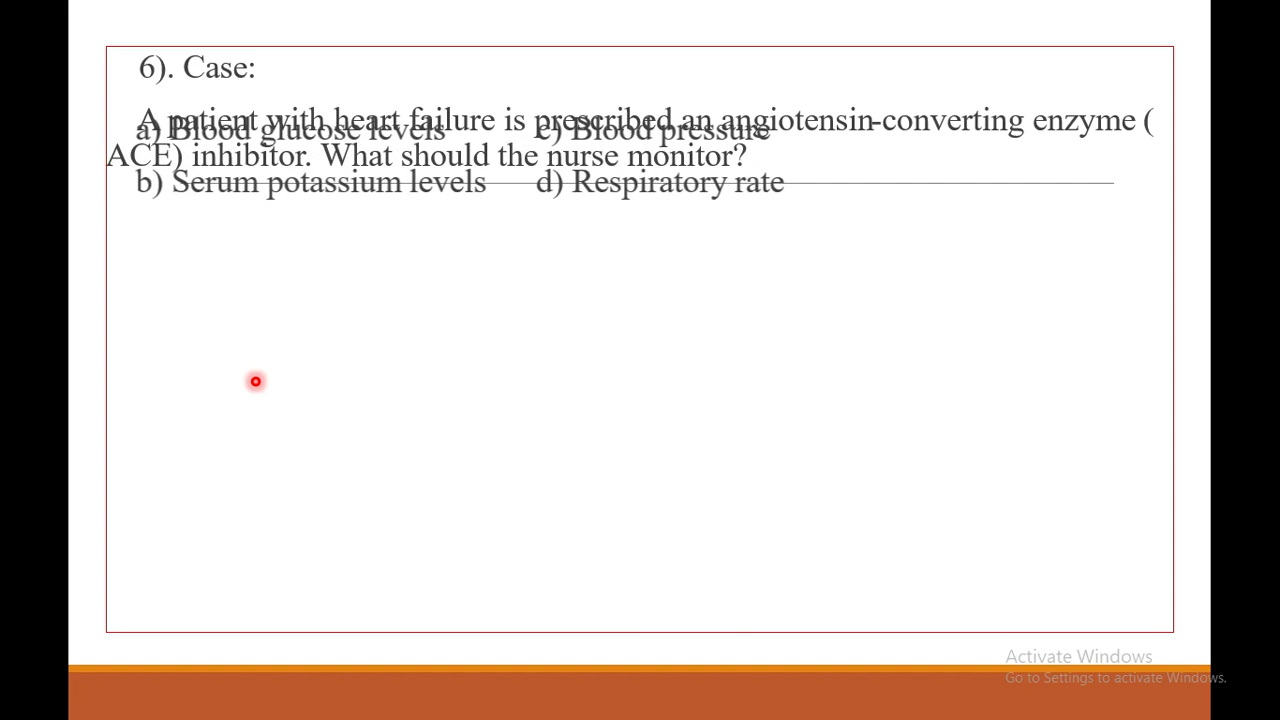 6). Case:
A patient with heart failure is prescribed an angiotensin-converting enzyme (
ACE) inhibitor. What should the nurse monitor?
a) Blood glucose levels c) Blood pressure
b) Serum potassium levels d) Respiratory rate
Activate Windows
Go to Settings to activate Windows.